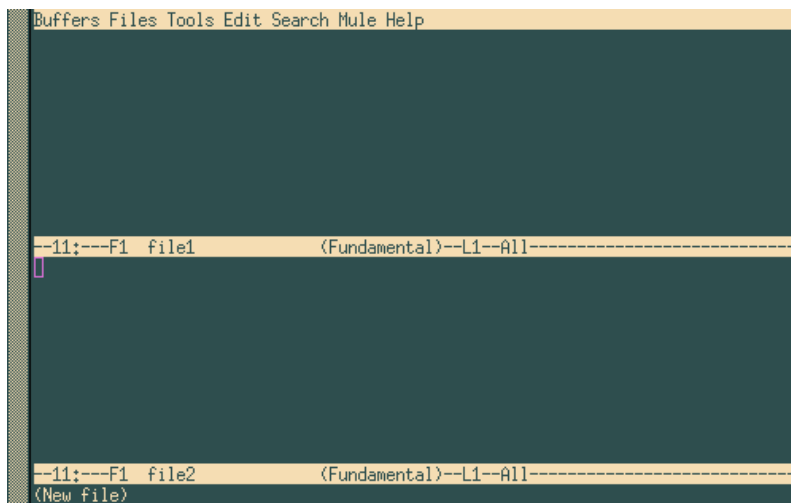 Buffers Files Tools Edit Search Mule Help
--11:---F1  file1             (Fundamental)--L1--All----------------------------
--11:---F1  file2             (Fundamental)--L1--All----------------------------
(New file)